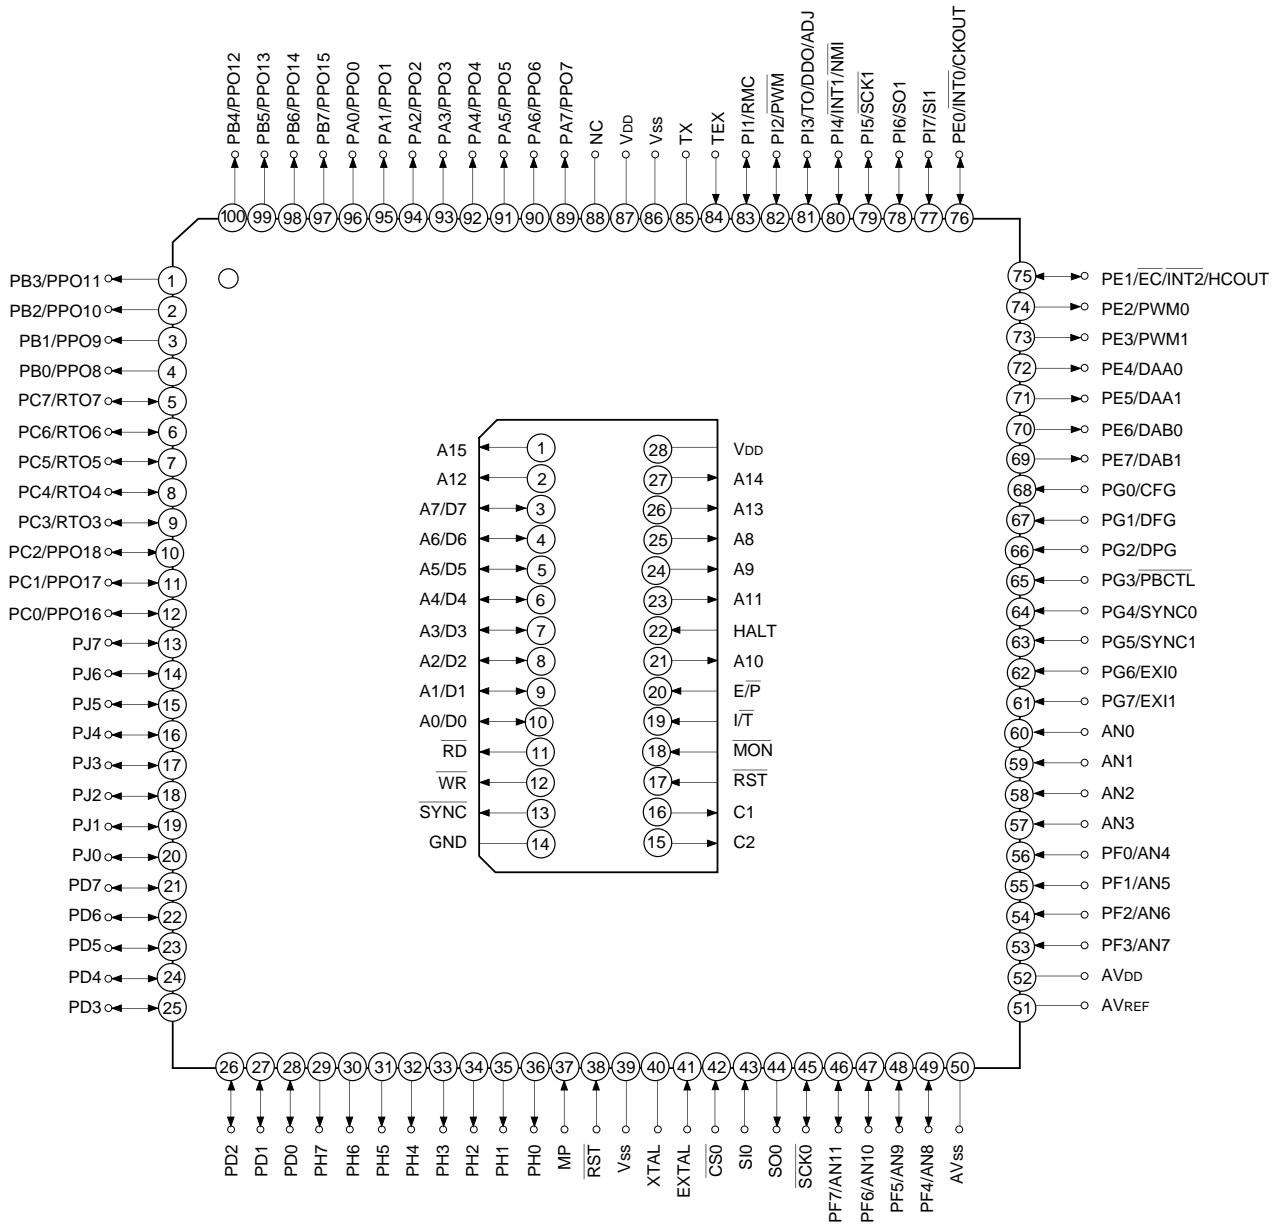 PB4/PPO12
PB5/PPO13
PB6/PPO14
PB7/PPO15
PA0/PPO0
PA1/PPO1
PA2/PPO2
PA3/PPO3
PA4/PPO4
PA5/PPO5
PA6/PPO6
PA7/PPO7
NC
VDD
Vss
TX
TEX
PI1/RMC
PI2/PWM
PI3/TO/DDO/ADJ
PI4/INT1/NMI
PI5/SCK1
PI6/SO1
PI7/SI1
PE0/INT0/CKOUT
100 99 98 97 96 95 94 93 92 91 90 89 88 87 86 85 84 83 82 81 80 79 78 77 76
PB3/PPO11 1
PB2/PPO10 2
PB1/PPO9 3
PB0/PPO8 4
PC7/RTO7 5
PC6/RTO6 6
PC5/RTO5 7
PC4/RTO4 8
PC3/RTO3 9
PC2/PPO18 10
PC1/PPO17 11
PC0/PPO16 12
PJ7 13
PJ6 14
PJ5 15
PJ4 16
PJ3 17
PJ2 18
PJ1 19
PJ0 20
PD7 21
PD6 22
PD5 23
PD4 24
PD3 25
A15 1 28 VDD
A12 2 27 A14
A7/D7 3 26 A13
A6/D6 4 25 A8
A5/D5 5 24 A9
A4/D4 6 23 A11
A3/D3 7 22 HALT
A2/D2 8 21 A10
A1/D1 9 20 E/P
A0/D0 10 19 I/T
RD 11 18 MON
WR 12 17 RST
SYNC 13 16 C1
GND 14 15 C2
75 PE1/EC/INT2/HCOUT
74 PE2/PWM0
73 PE3/PWM1
72 PE4/DAA0
71 PE5/DAA1
70 PE6/DAB0
69 PE7/DAB1
68 PG0/CFG
67 PG1/DFG
66 PG2/DPG
65 PG3/PBCTL
64 PG4/SYNC0
63 PG5/SYNC1
62 PG6/EXI0
61 PG7/EXI1
60 AN0
59 AN1
58 AN2
57 AN3
56 PF0/AN4
55 PF1/AN5
54 PF2/AN6
53 PF3/AN7
52 AVDD
51 AVREF
26 27 28 29 30 31 32 33 34 35 36 37 38 39 40 41 42 43 44 45 46 47 48 49 50
PD2
PD1
PD0
PH7
PH6
PH5
PH4
PH3
PH2
PH1
PH0
MP
RST
Vss
XTAL
EXTAL
CS0
SI0
SO0
SCK0
PF7/AN11
PF6/AN10
PF5/AN9
PF4/AN8
AVss